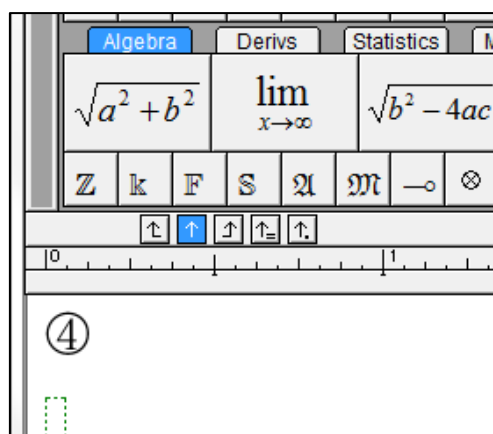 Algebra Derivs Statistics
√a² + b² lim x→∞ √b² − 4ac
ℤ 𝕜 𝔽 𝕊 𝔄 𝔐 ⊸ ⊗
0 1
④